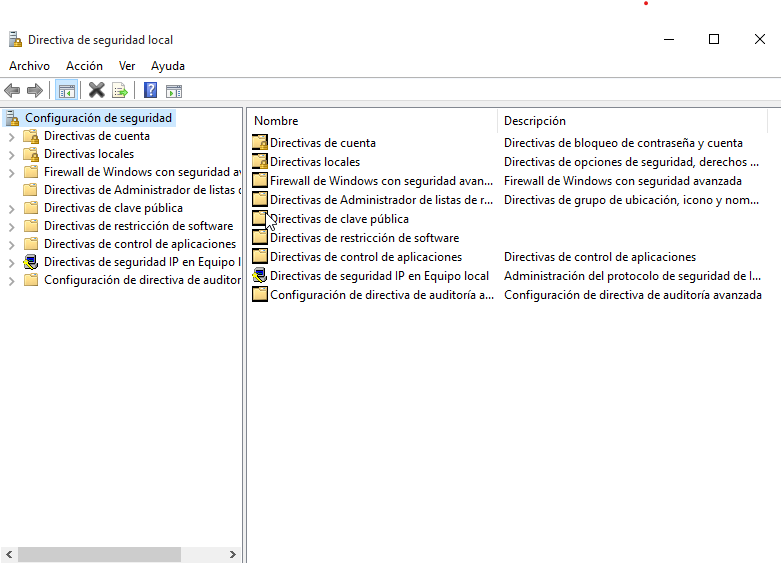 Directiva de seguridad local
Archivo Acción Ver Ayuda
Configuración de seguridad
Directivas de cuenta
Directivas locales
Firewall de Windows con seguridad av
Directivas de Administrador de listas
Directivas de clave pública
Directivas de restricción de software
Directivas de control de aplicaciones
Directivas de seguridad IP en Equipo l
Configuración de directiva de auditor
Nombre Descripción
Directivas de cuenta Directivas de bloqueo de contraseña y cuenta
Directivas locales Directivas de opciones de seguridad, derechos ...
Firewall de Windows con seguridad avan... Firewall de Windows con seguridad avanzada
Directivas de Administrador de listas de r... Directivas de grupo de ubicación, icono y nom...
Directivas de clave pública
Directivas de restricción de software
Directivas de control de aplicaciones Directivas de control de aplicaciones
Directivas de seguridad IP en Equipo local Administración del protocolo de seguridad de l...
Configuración de directiva de auditoría a... Configuración de directiva de auditoría avanzada